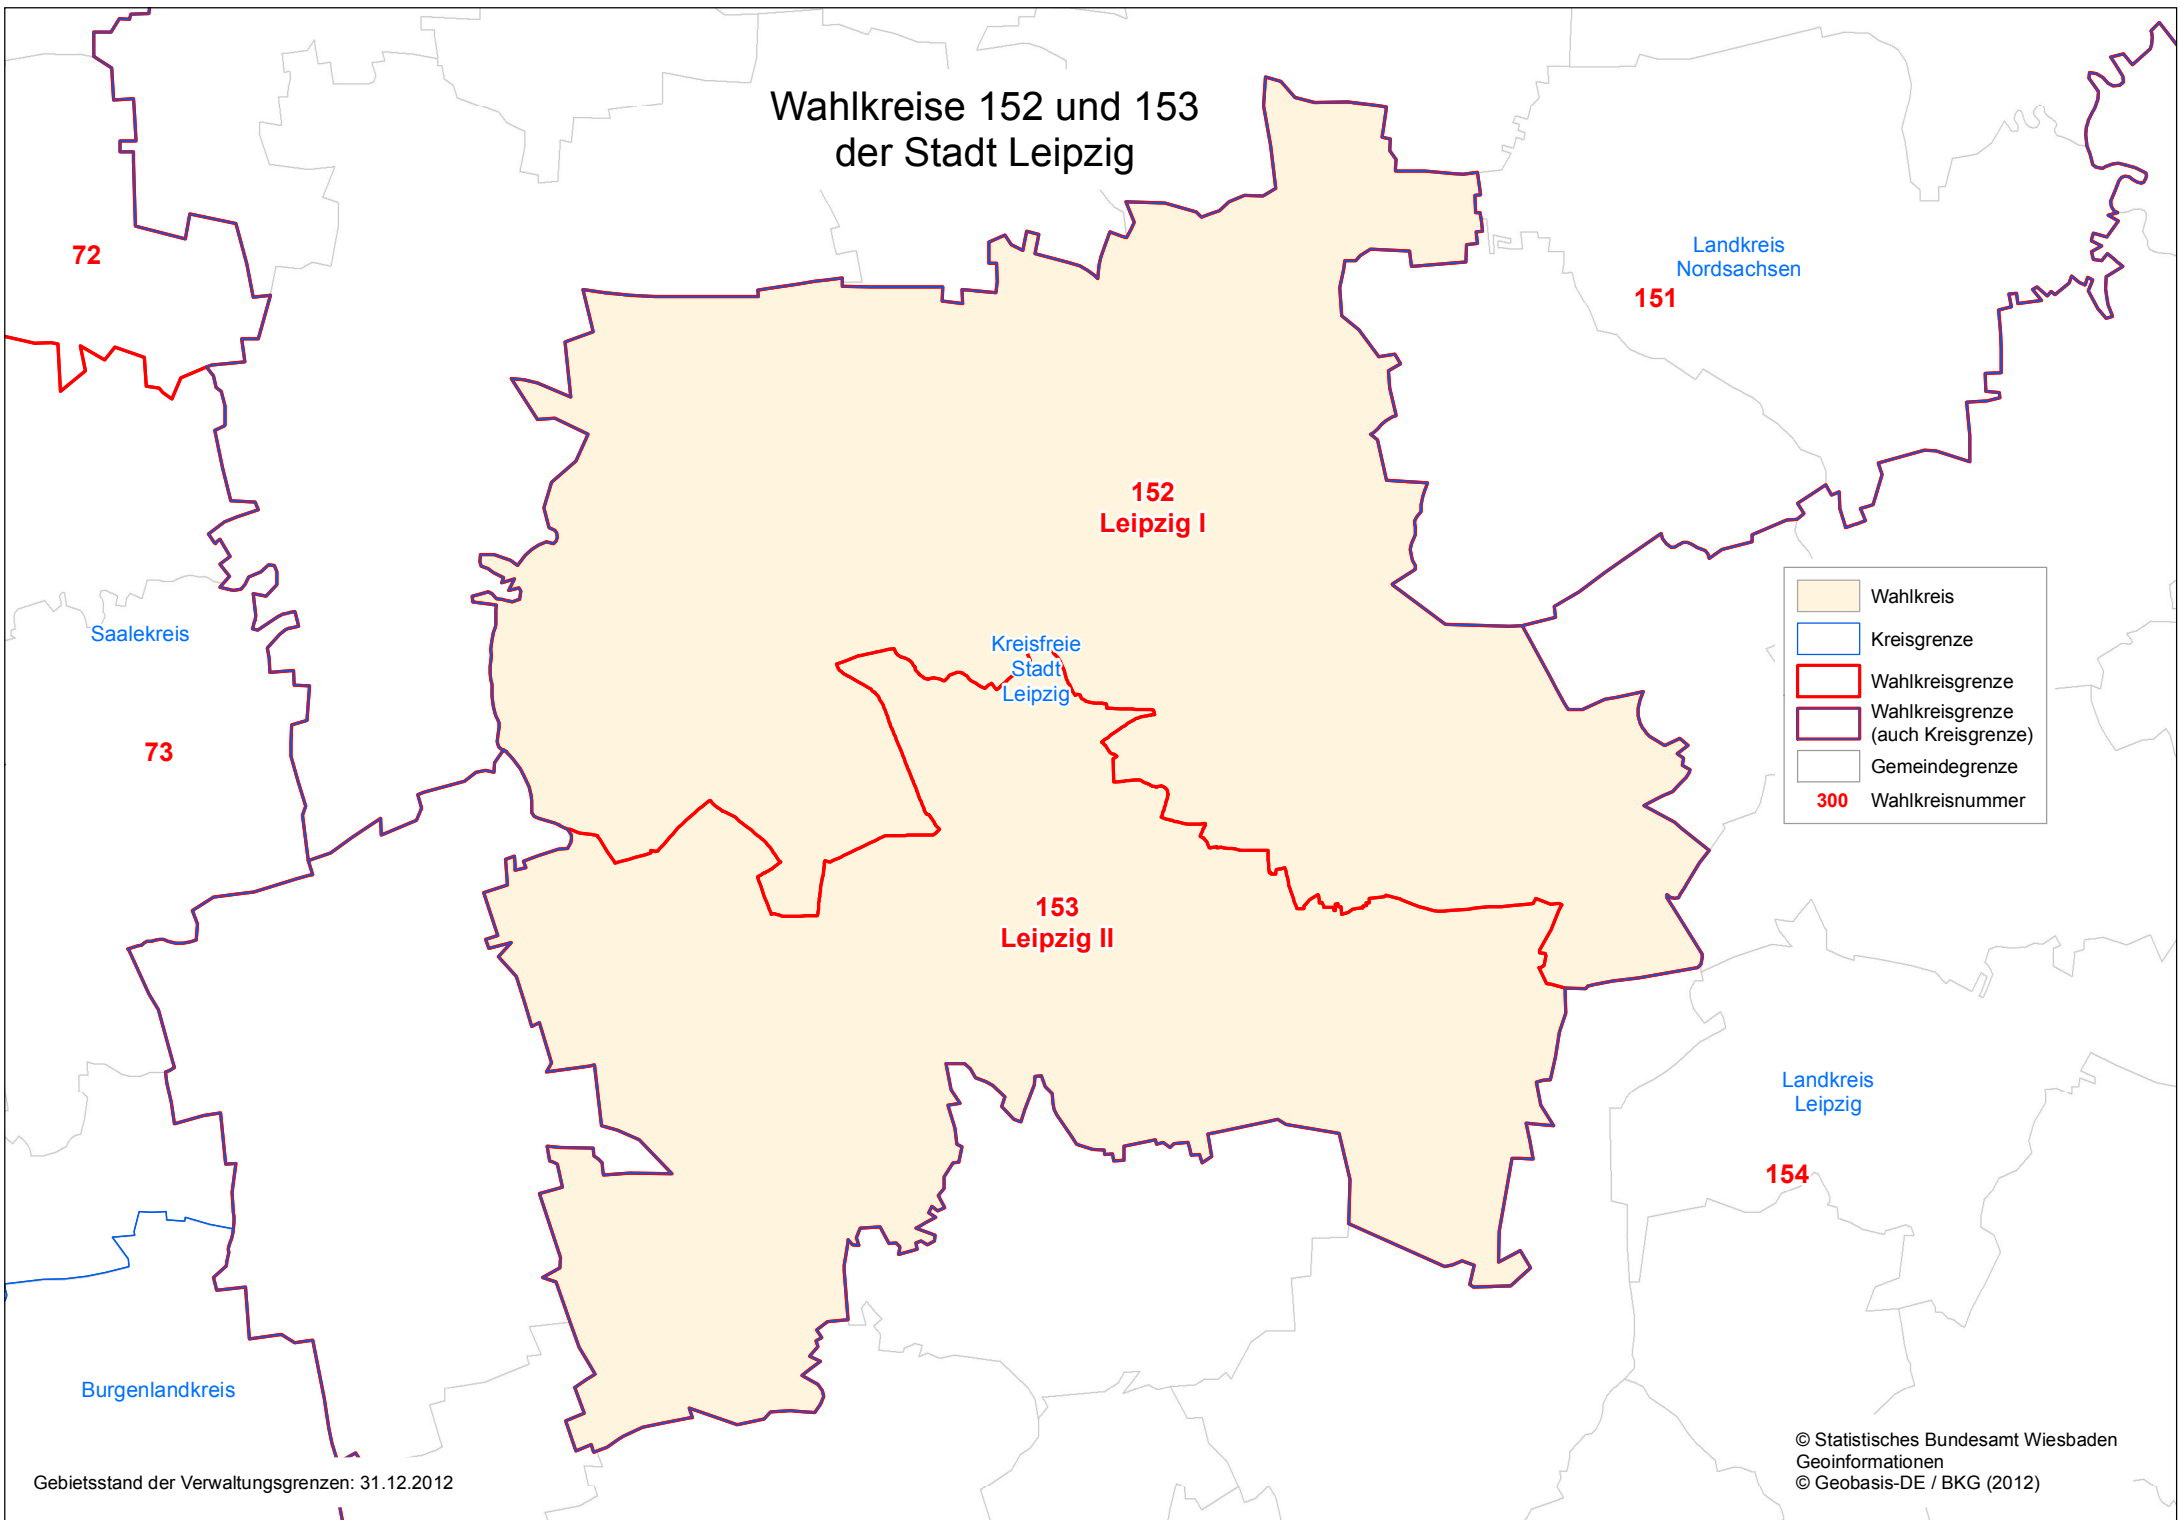 Wahlkreise 152 und 153
der Stadt Leipzig
72
Landkreis
Nordsachsen
151
152
Leipzig I
Kreisfreie
Stadt
Leipzig
Saalekreis
73
Wahlkreis
Kreisgrenze
Wahlkreisgrenze
Wahlkreisgrenze
(auch Kreisgrenze)
Gemeindegrenze
300 Wahlkreisnummer
153
Leipzig II
Landkreis
Leipzig
154
Burgenlandkreis
Gebietsstand der Verwaltungsgrenzen: 31.12.2012
© Statistisches Bundesamt Wiesbaden
Geoinformationen
© Geobasis-DE / BKG (2012)